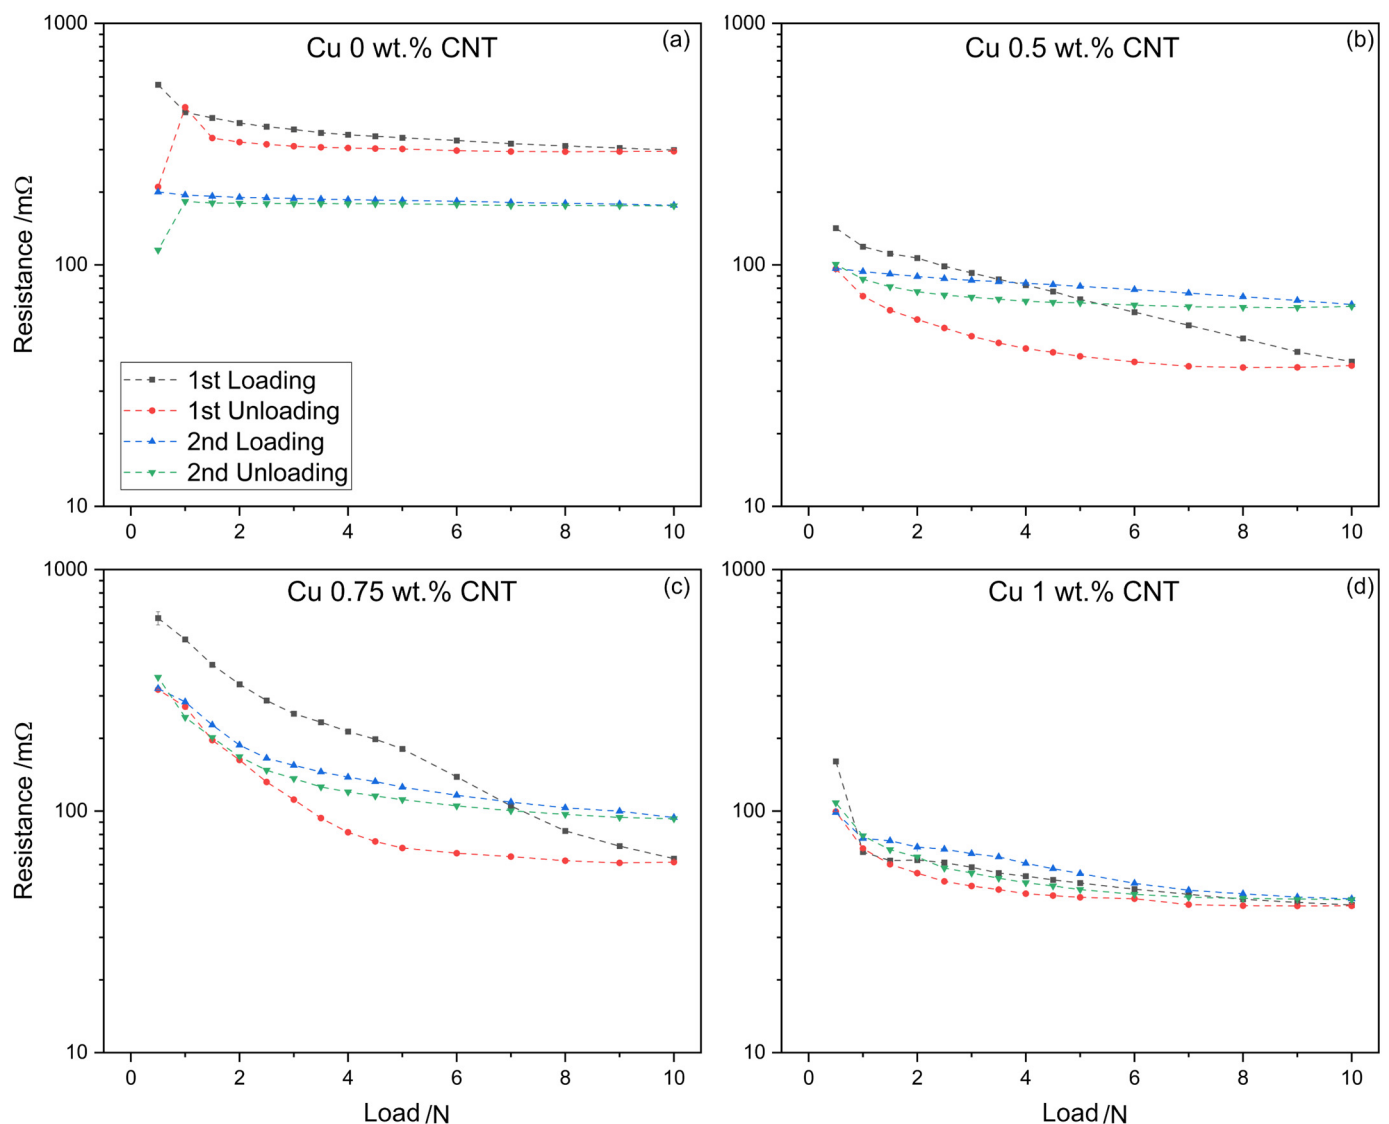 Cu 0 wt.% CNT
(a)
1000
100
10
Resistance /mΩ
1st Loading
1st Unloading
2nd Loading
2nd Unloading
0 2 4 6 8 10
Cu 0.5 wt.% CNT
(b)
1000
100
10
0 2 4 6 8 10
Cu 0.75 wt.% CNT
(c)
1000
100
10
Resistance /mΩ
0 2 4 6 8 10
Load /N
Cu 1 wt.% CNT
(d)
1000
100
10
0 2 4 6 8 10
Load /N